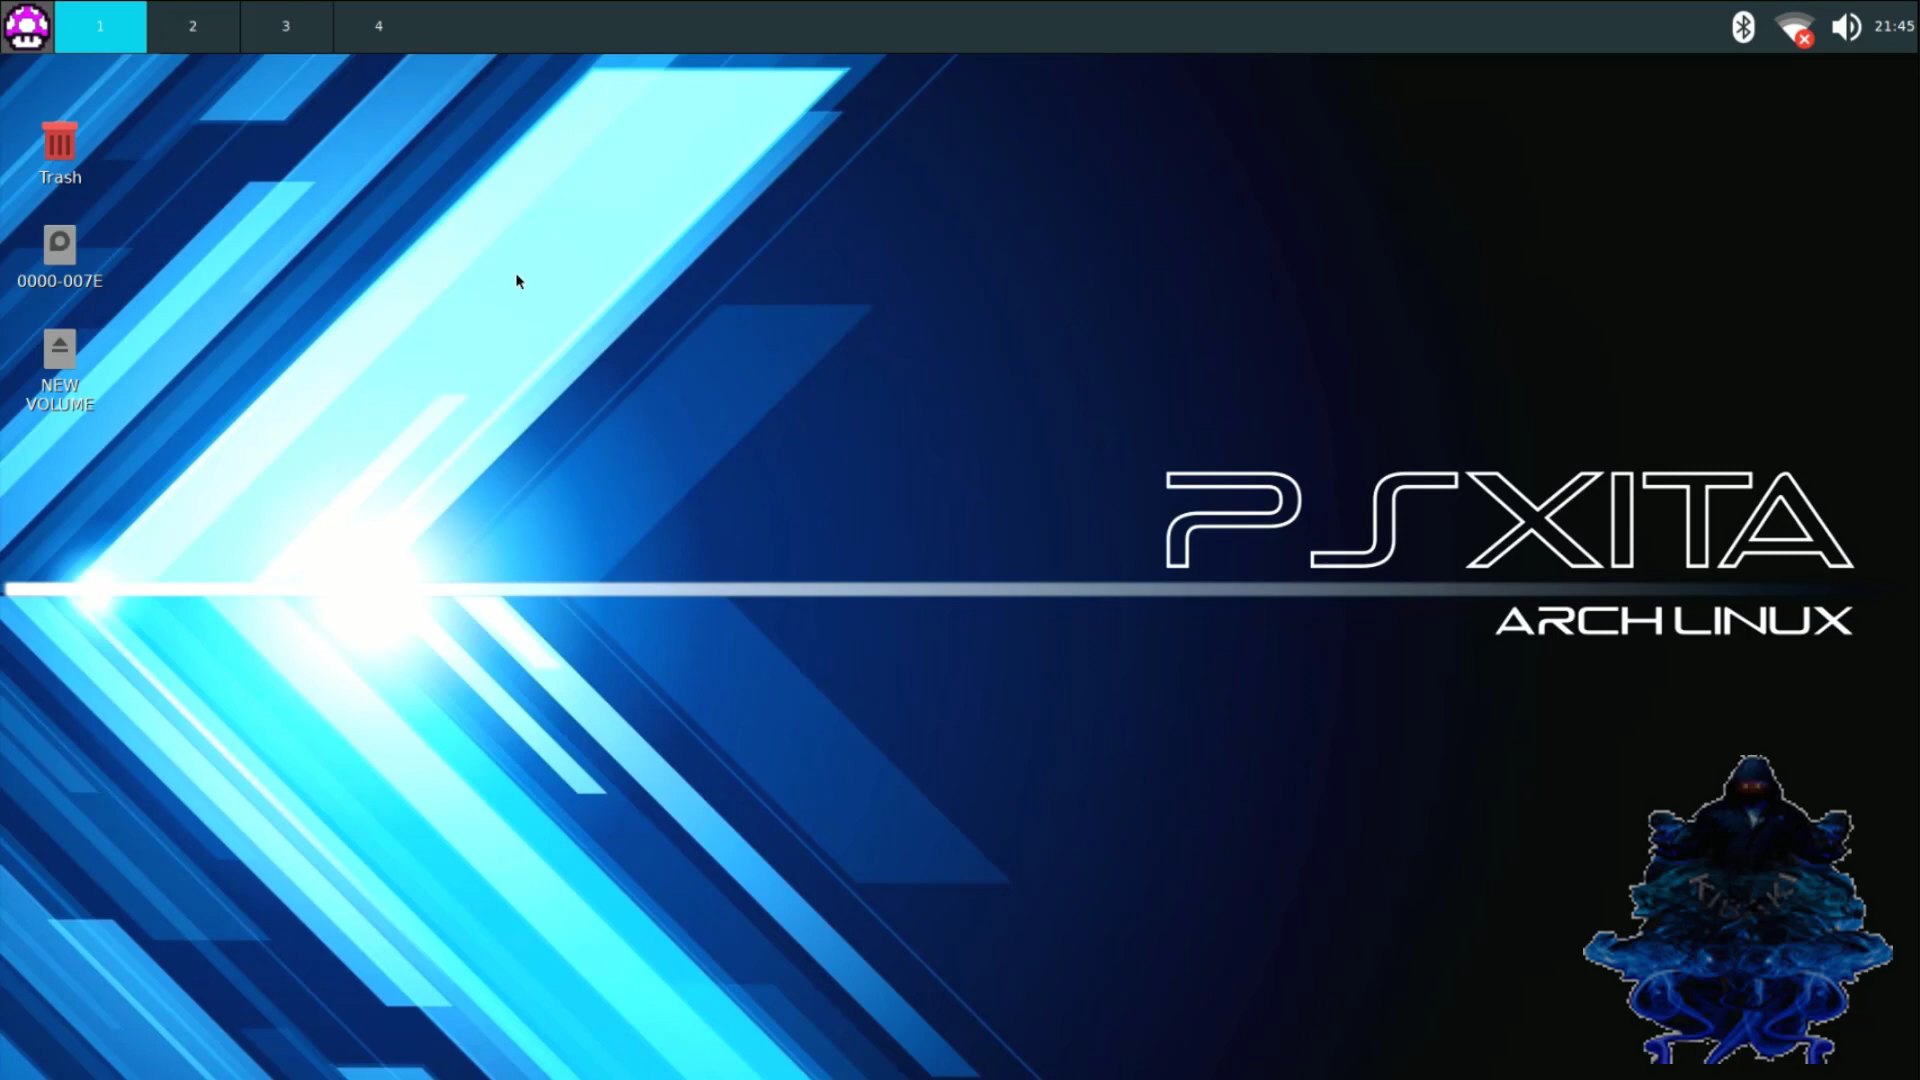 1 2 3 4 21:45
Trash
0000-007E
NEW
VOLUME
PSXITA
ARCH LINUX